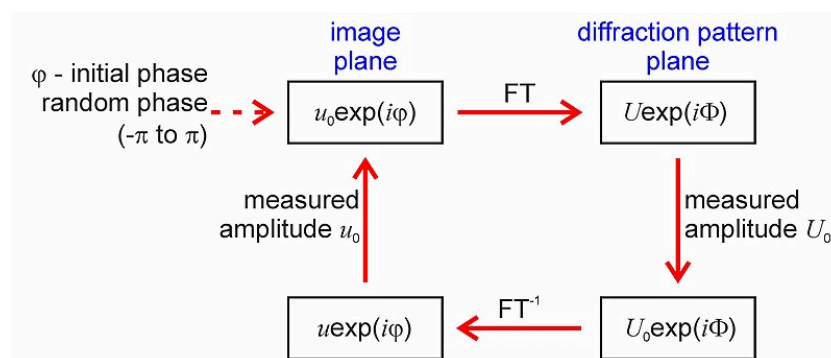 image
plane
diffraction pattern
plane
φ - initial phase
random phase
(-π to π)
u₀exp(iφ)
FT
Uexp(iΦ)
measured
amplitude u₀
measured
amplitude U₀
uexp(iφ)
FT⁻¹
U₀exp(iΦ)